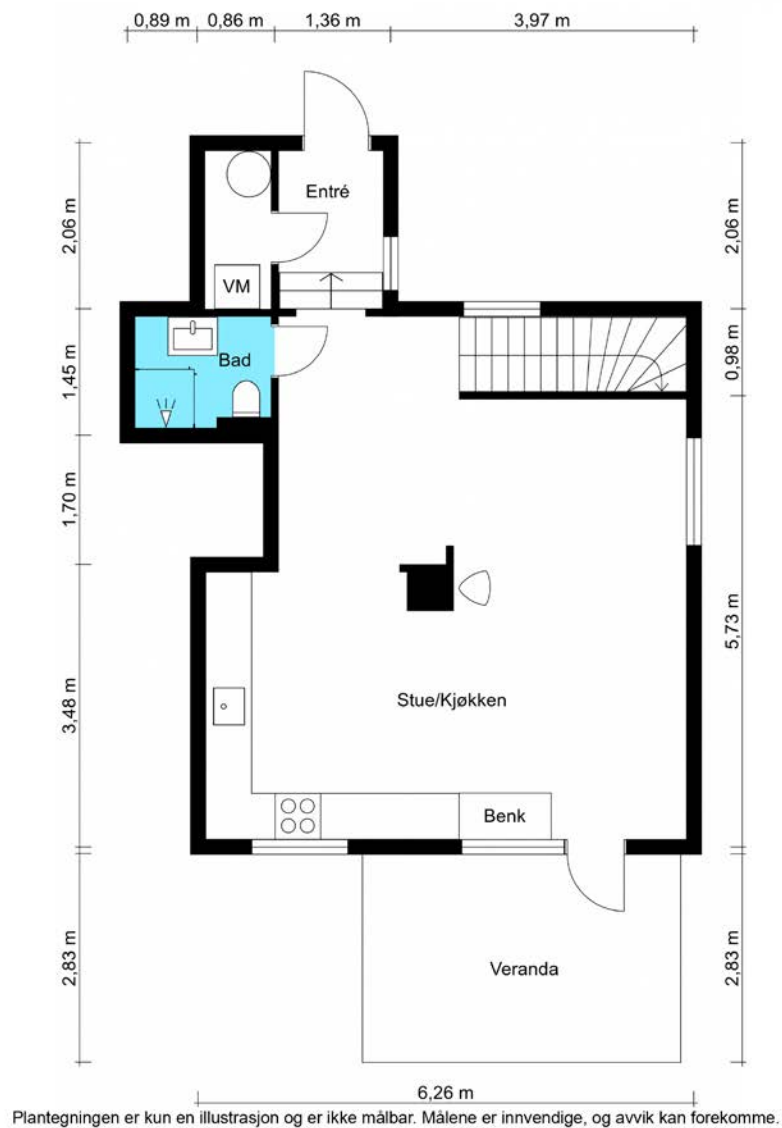 0,89 m 0,86 m 1,36 m 3,97 m
Entré
2,06 m
2,06 m
VM
Bad
1,45 m
0,98 m
1,70 m
5,73 m
Stue/Kjøkken
3,48 m
Benk
Veranda
2,83 m
2,83 m
6,26 m
Plantegningen er kun en illustrasjon og er ikke målbar. Målene er innvendige, og avvik kan forekomme.